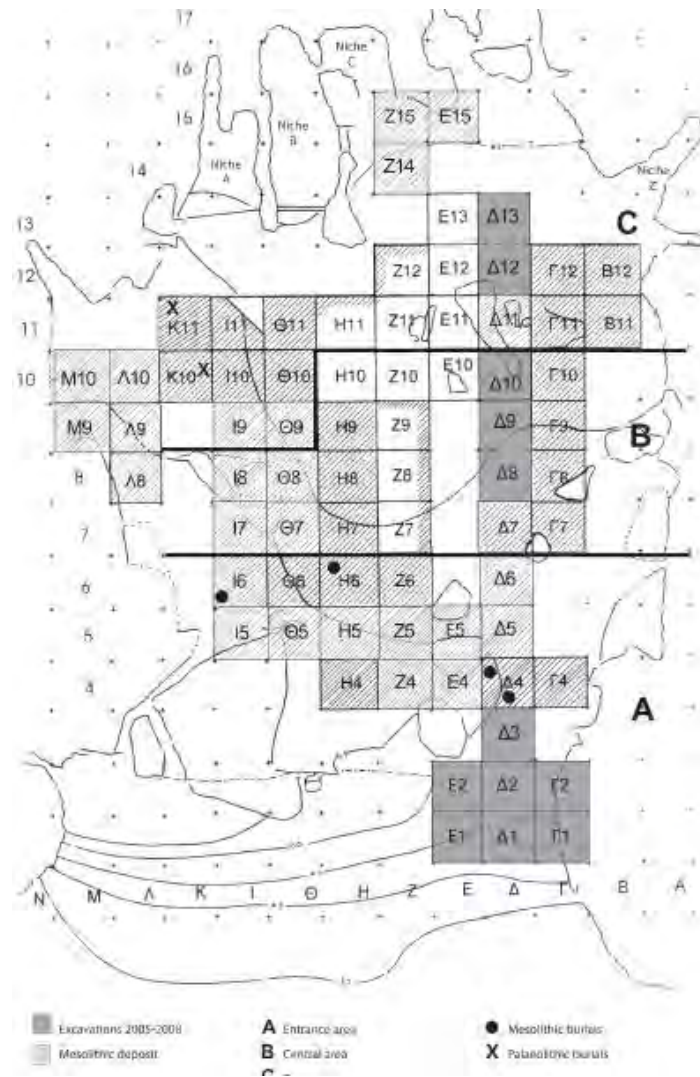 17
Niche C
16
15
Niche B
Z15 E15
Niche A
14
Z14
Niche Z
13
E13 Δ13
C
12
Z12 E12 Δ12 Γ12 B12
X
11
K11 I11 Θ11 H11 Z11 E11 Δ11 Γ11 B11
10
M10 Λ10 K10 X I10 Θ10 H10 Z10 E10 Δ10 Γ10
M9 Λ9 I9 Θ9 H9 Z9 Δ9 Γ9
B
8
Λ8 I8 Θ8 H8 Z8 Δ8 Γ8
7
I7 Θ7 H7 Z7 Δ7 Γ7
6
I6 Θ6 H6 Z6 Δ6
5
I5 Θ5 H5 Z5 E5 Δ5
4
H4 Z4 E4 Δ4 Γ4
A
Δ3
E2 Δ2 Γ2
E1 Δ1 Γ1
N M Λ K I Θ H Z E Δ Γ B A
Excavations 2005-2008
A Entrance area
Mesolithic burials
Mesolithic deposit
B Central area
X Palaeolithic burials
C